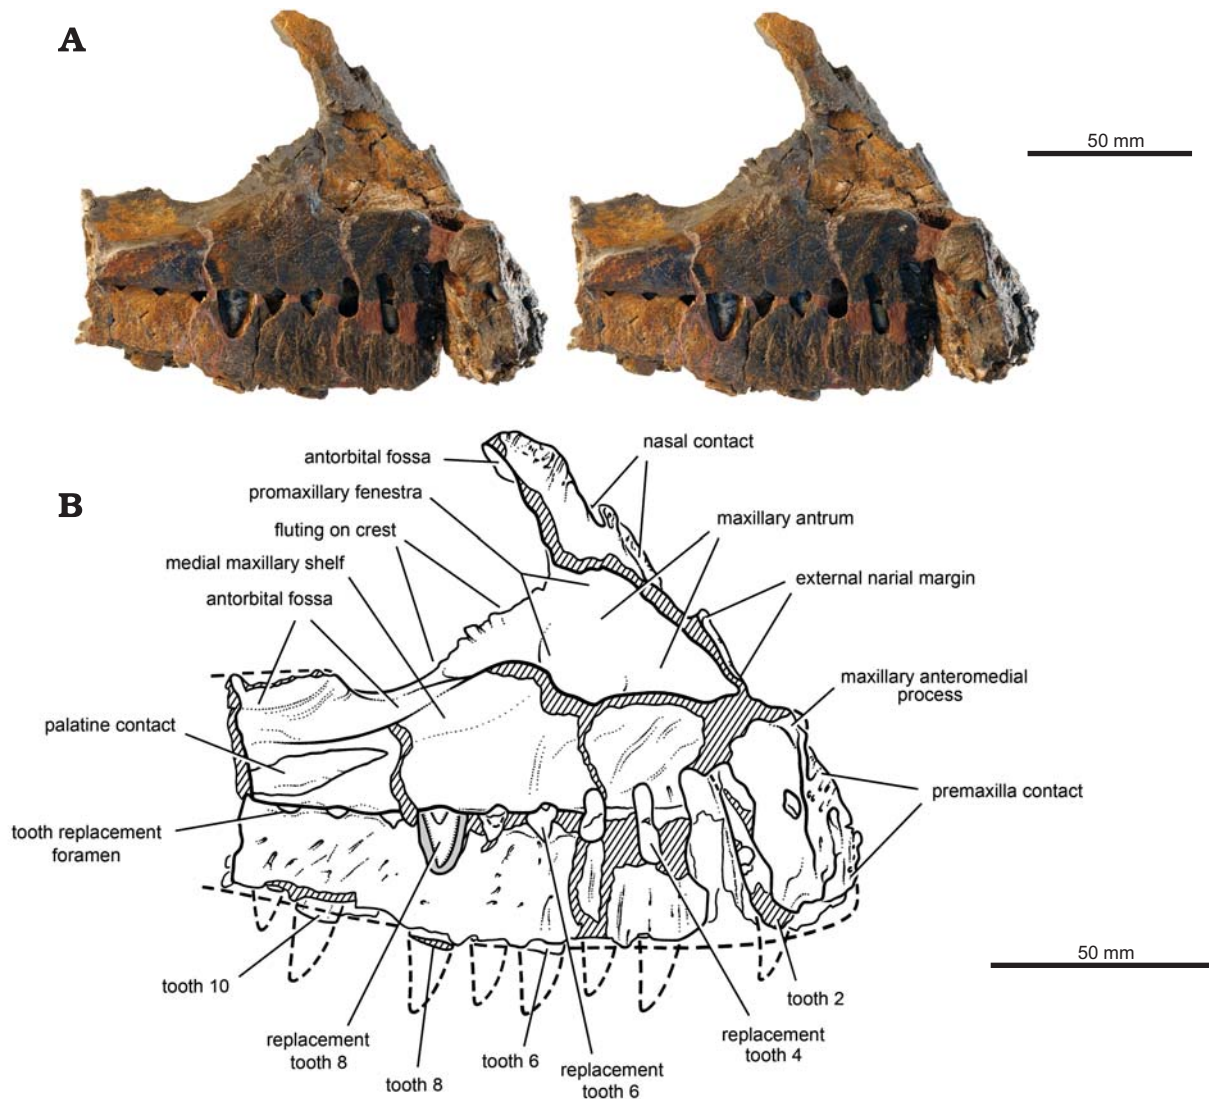 A
50 mm
B
antorbital fossa
promaxillary fenestra
fluting on crest
medial maxillary shelf
antorbital fossa
palatine contact
tooth replacement
foramen
nasal contact
maxillary antrum
external narial margin
maxillary anteromedial
process
premaxilla contact
50 mm
tooth 10
replacement
tooth 8
tooth 8
tooth 6
replacement
tooth 6
replacement
tooth 4
tooth 2